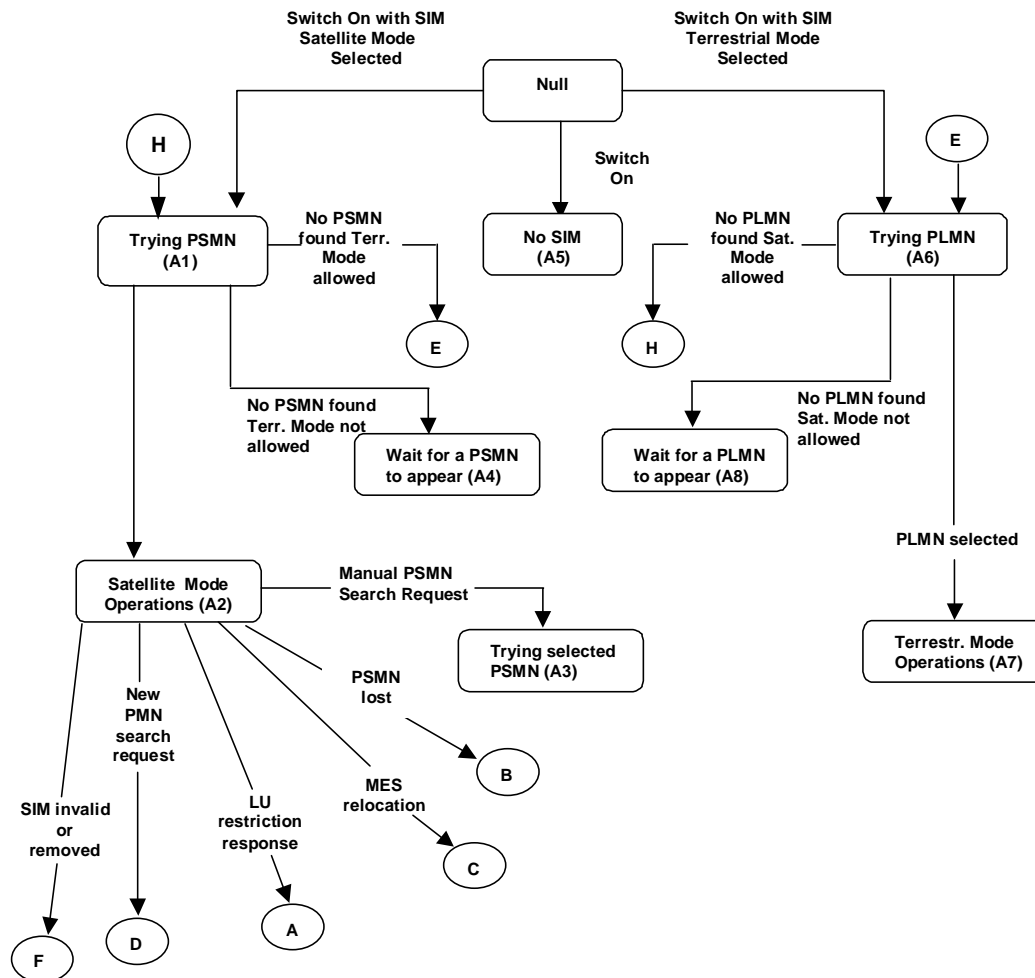 Switch On with SIM
Satellite Mode
Selected
Switch On with SIM
Terrestrial Mode
Selected
Null
H
E
Switch
On
Trying PSMN
(A1)
No PSMN
found Terr.
Mode
allowed
No SIM
(A5)
No PLMN
found Sat.
Mode
allowed
Trying PLMN
(A6)
E
H
No PSMN found
Terr. Mode not
allowed
No PLMN found
Sat. Mode not
allowed
Wait for a PSMN
to appear (A4)
Wait for a PLMN
to appear (A8)
PLMN selected
Satellite Mode
Operations (A2)
Manual PSMN
Search Request
Trying selected
PSMN (A3)
Terrestr. Mode
Operations (A7)
PSMN
lost
New
PMN
search
request
B
MES
relocation
SIM invalid
or
removed
LU
restriction
response
C
F
D
A